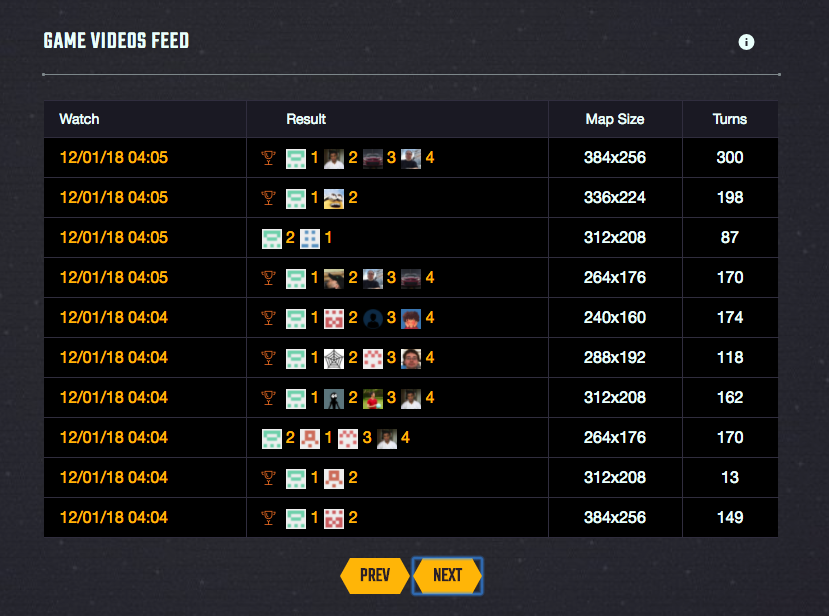 GAME VIDEOS FEED
Watch Result Map Size Turns
12/01/18 04:05 1 2 3 4 384x256 300
12/01/18 04:05 1 2 336x224 198
12/01/18 04:05 2 1 312x208 87
12/01/18 04:05 1 2 3 4 264x176 170
12/01/18 04:04 1 2 3 4 240x160 174
12/01/18 04:04 1 2 3 4 288x192 118
12/01/18 04:04 1 2 3 4 312x208 162
12/01/18 04:04 2 1 3 4 264x176 170
12/01/18 04:04 1 2 312x208 13
12/01/18 04:04 1 2 384x256 149
PREV NEXT